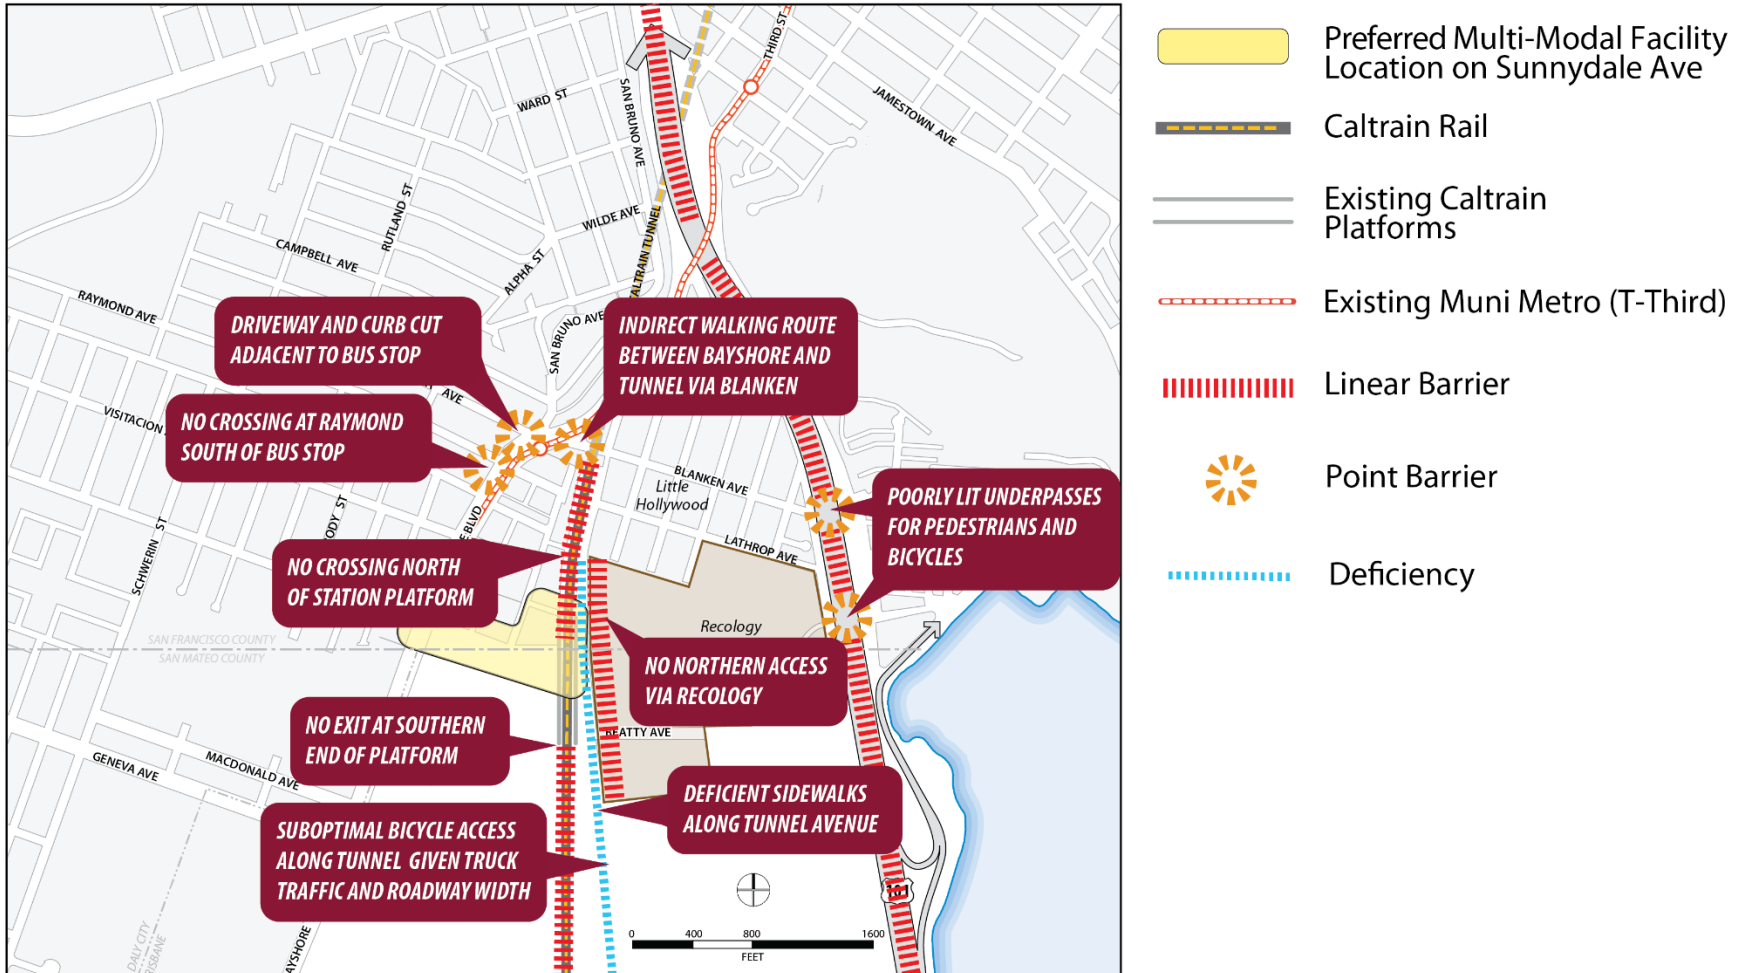 THIRD ST
WARD ST
SAN BRUNO AVE
JAMESTOWN AVE
RUTLAND ST
WILDE AVE
CAMPBELL AVE
ALPHA ST
CALTRAIN TUNNEL
RAYMOND AVE
SAN BRUNO AVE
DRIVEWAY AND CURB CUT
ADJACENT TO BUS STOP
INDIRECT WALKING ROUTE
BETWEEN BAYSHORE AND
TUNNEL VIA BLANKEN
AVE
VISITACION
NO CROSSING AT RAYMOND
SOUTH OF BUS STOP
BLANKEN AVE
Little
Hollywood
POORLY LIT UNDERPASSES
FOR PEDESTRIANS AND
BICYCLES
SCHWERIN ST
ODY ST
E BLVD
LATHROP AVE
NO CROSSING NORTH
OF STATION PLATFORM
Recology
SAN FRANCISCO COUNTY
SAN MATEO COUNTY
NO NORTHERN ACCESS
VIA RECOLOGY
NO EXIT AT SOUTHERN
END OF PLATFORM
BEATTY AVE
GENEVA AVE
MACDONALD AVE
DEFICIENT SIDEWALKS
ALONG TUNNEL AVENUE
SUBOPTIMAL BICYCLE ACCESS
ALONG TUNNEL GIVEN TRUCK
TRAFFIC AND ROADWAY WIDTH
101
DALY CITY
BRISBANE
AYSHORE
0 400 800 1600
FEET
Preferred Multi-Modal Facility
Location on Sunnydale Ave
Caltrain Rail
Existing Caltrain
Platforms
Existing Muni Metro (T-Third)
Linear Barrier
Point Barrier
Deficiency